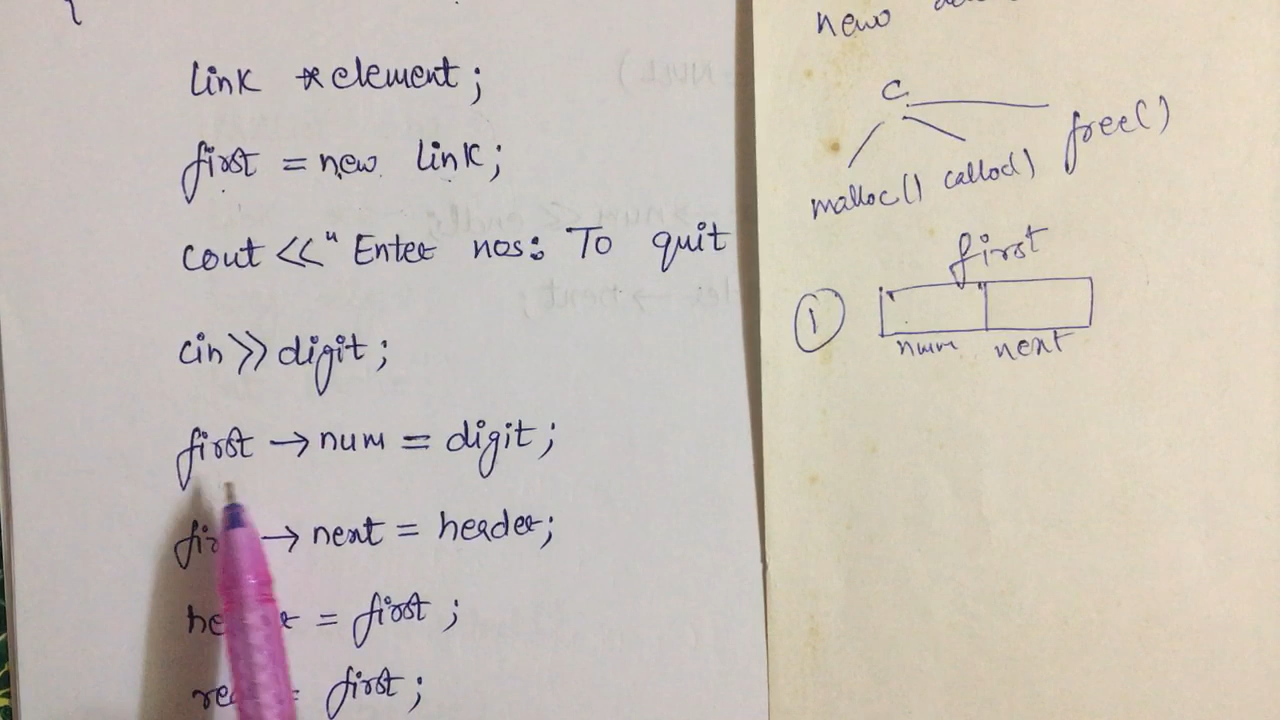 {
link *element;
first = new link;
cout << " Enter nos: To quit
cin >> digit;
first → num = digit;
→ next = header;
= first ;
= first ;
new
C
malloc() calloc() free()
first
1
num next